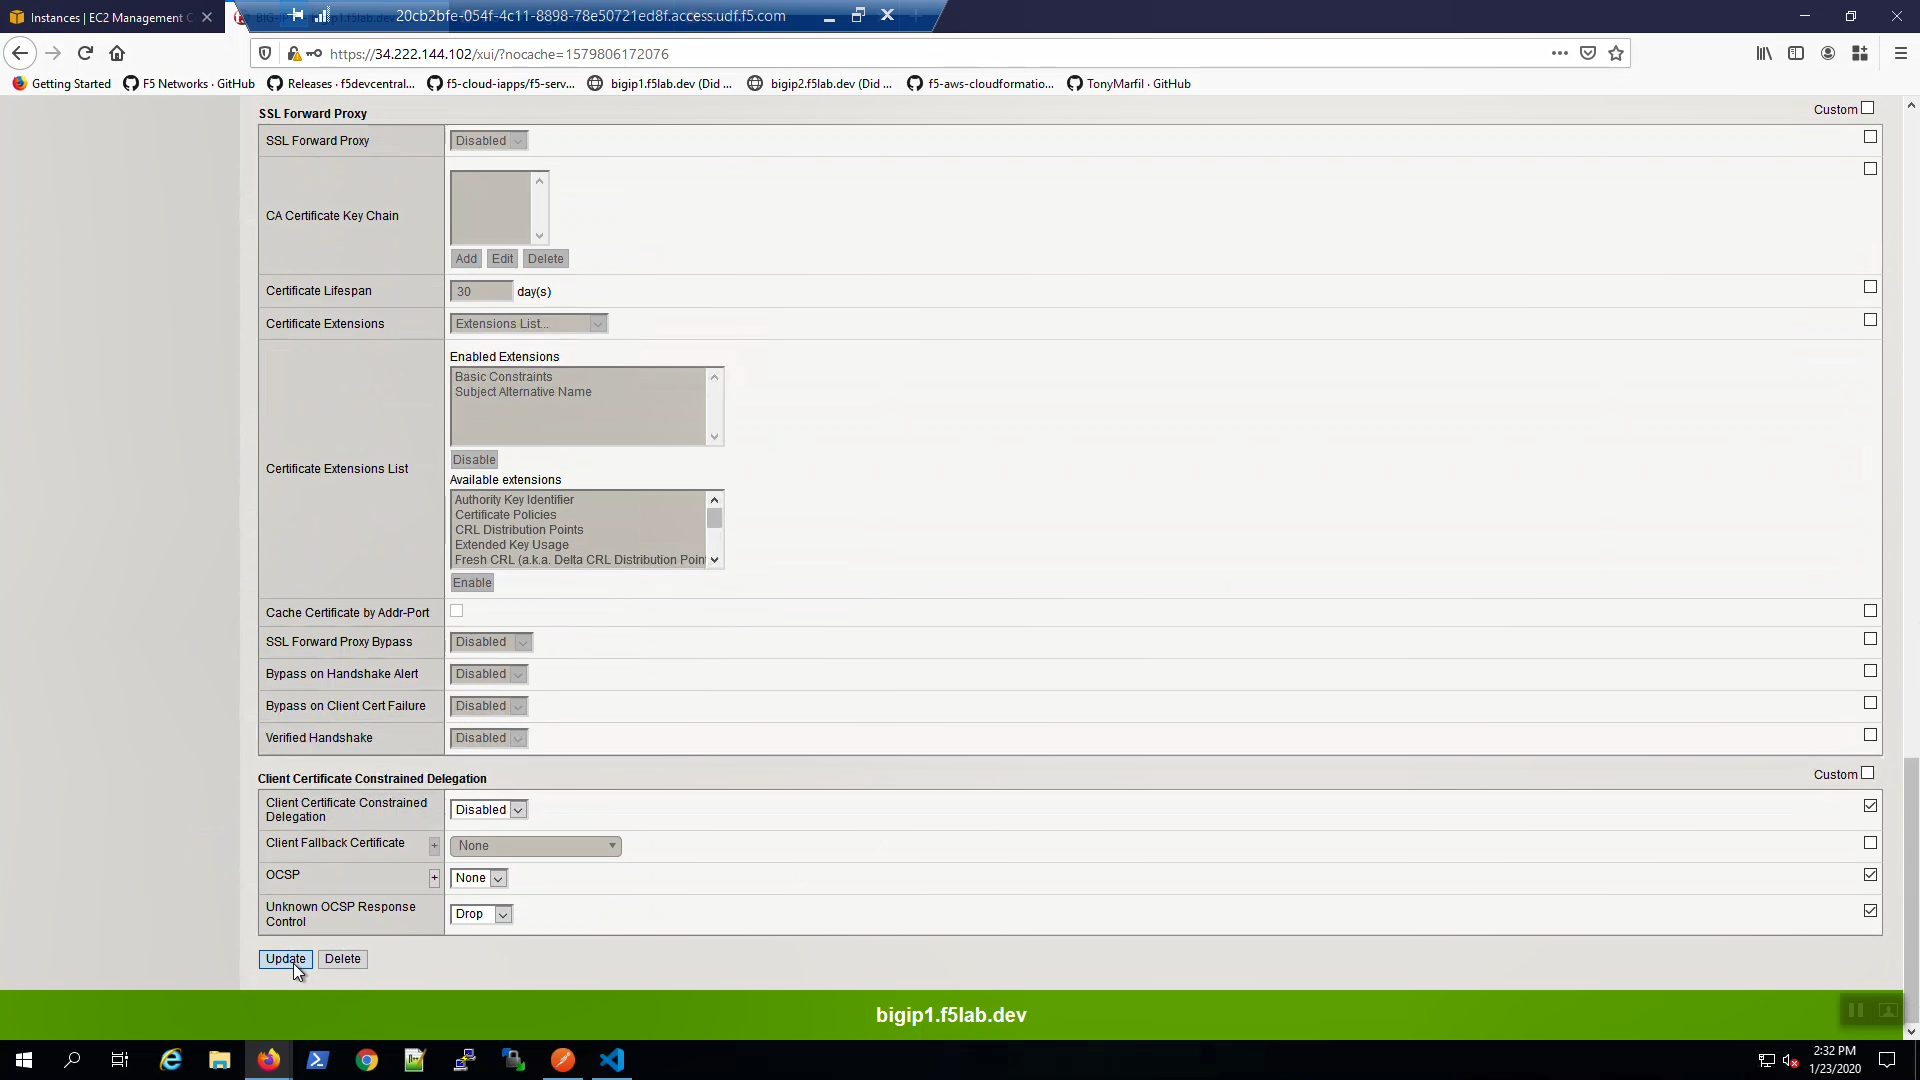 Instances | EC2 Management C
20cb2bfe-054f-4c11-8898-78e50721ed8f.access.udf.f5.com
https://34.222.144.102/xui/?nocache=1579806172076
Getting Started
F5 Networks · GitHub
Releases · f5devcentral...
f5-cloud-iapps/f5-serv...
bigip1.f5lab.dev (Did ...
bigip2.f5lab.dev (Did ...
f5-aws-cloudformatio...
TonyMarfil · GitHub
SSL Forward Proxy
Custom
SSL Forward Proxy
Disabled
CA Certificate Key Chain
Add Edit Delete
Certificate Lifespan
30 day(s)
Certificate Extensions
Extensions List...
Certificate Extensions List
Enabled Extensions
Basic Constraints
Subject Alternative Name
Disable
Available extensions
Authority Key Identifier
Certificate Policies
CRL Distribution Points
Extended Key Usage
Fresh CRL (a.k.a. Delta CRL Distribution Poin
Enable
Cache Certificate by Addr-Port
SSL Forward Proxy Bypass
Disabled
Bypass on Handshake Alert
Disabled
Bypass on Client Cert Failure
Disabled
Verified Handshake
Disabled
Client Certificate Constrained Delegation
Custom
Client Certificate Constrained
Delegation
Disabled
Client Fallback Certificate
+
None
OCSP
+
None
Unknown OCSP Response
Control
Drop
Update Delete
bigip1.f5lab.dev
2:32 PM
1/23/2020